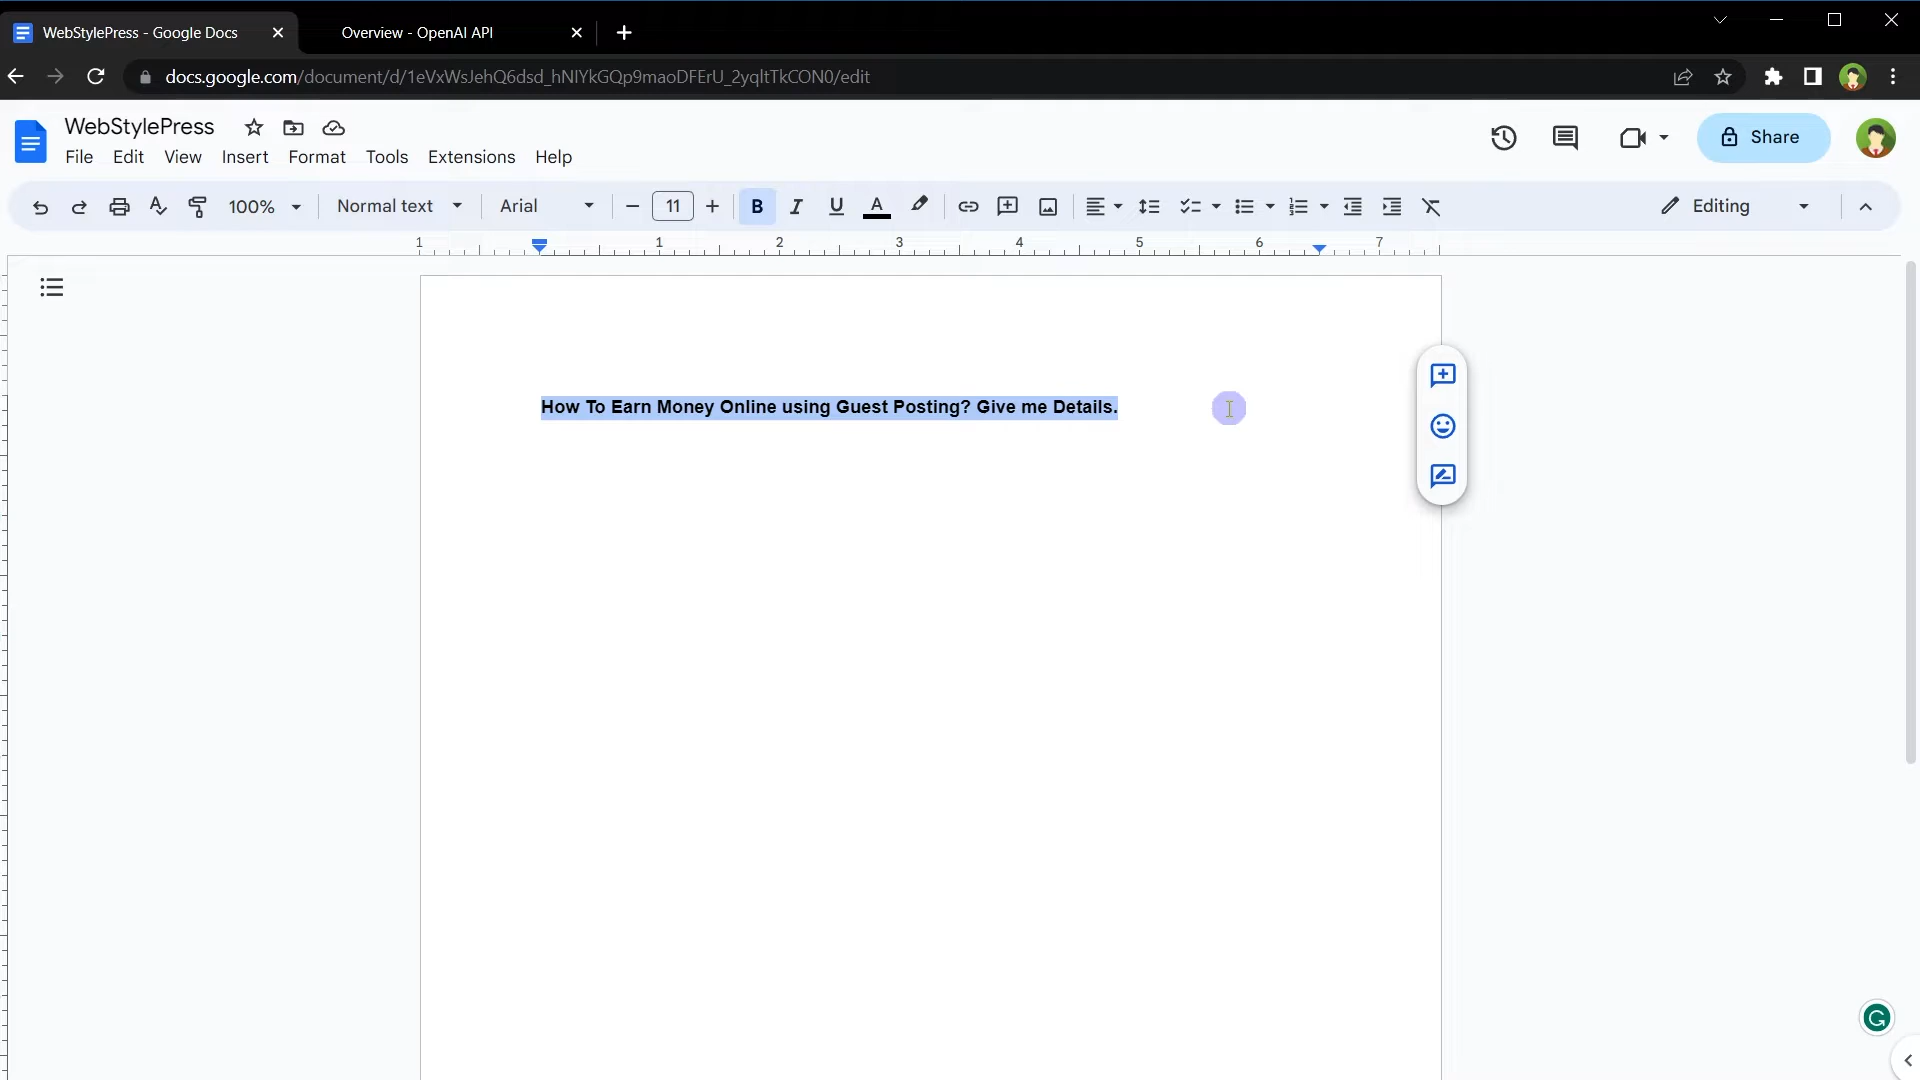 WebStylePress - Google Docs
Overview - OpenAI API
docs.google.com/document/d/1eVxWsJehQ6dsd_hNIYkGQp9maoDFErU_2yqltTkCON0/edit
WebStylePress
File Edit View Insert Format Tools Extensions Help
Share
100% Normal text Arial 11 B I U A Editing
1 1 2 3 4 5 6 7
How To Earn Money Online using Guest Posting? Give me Details.